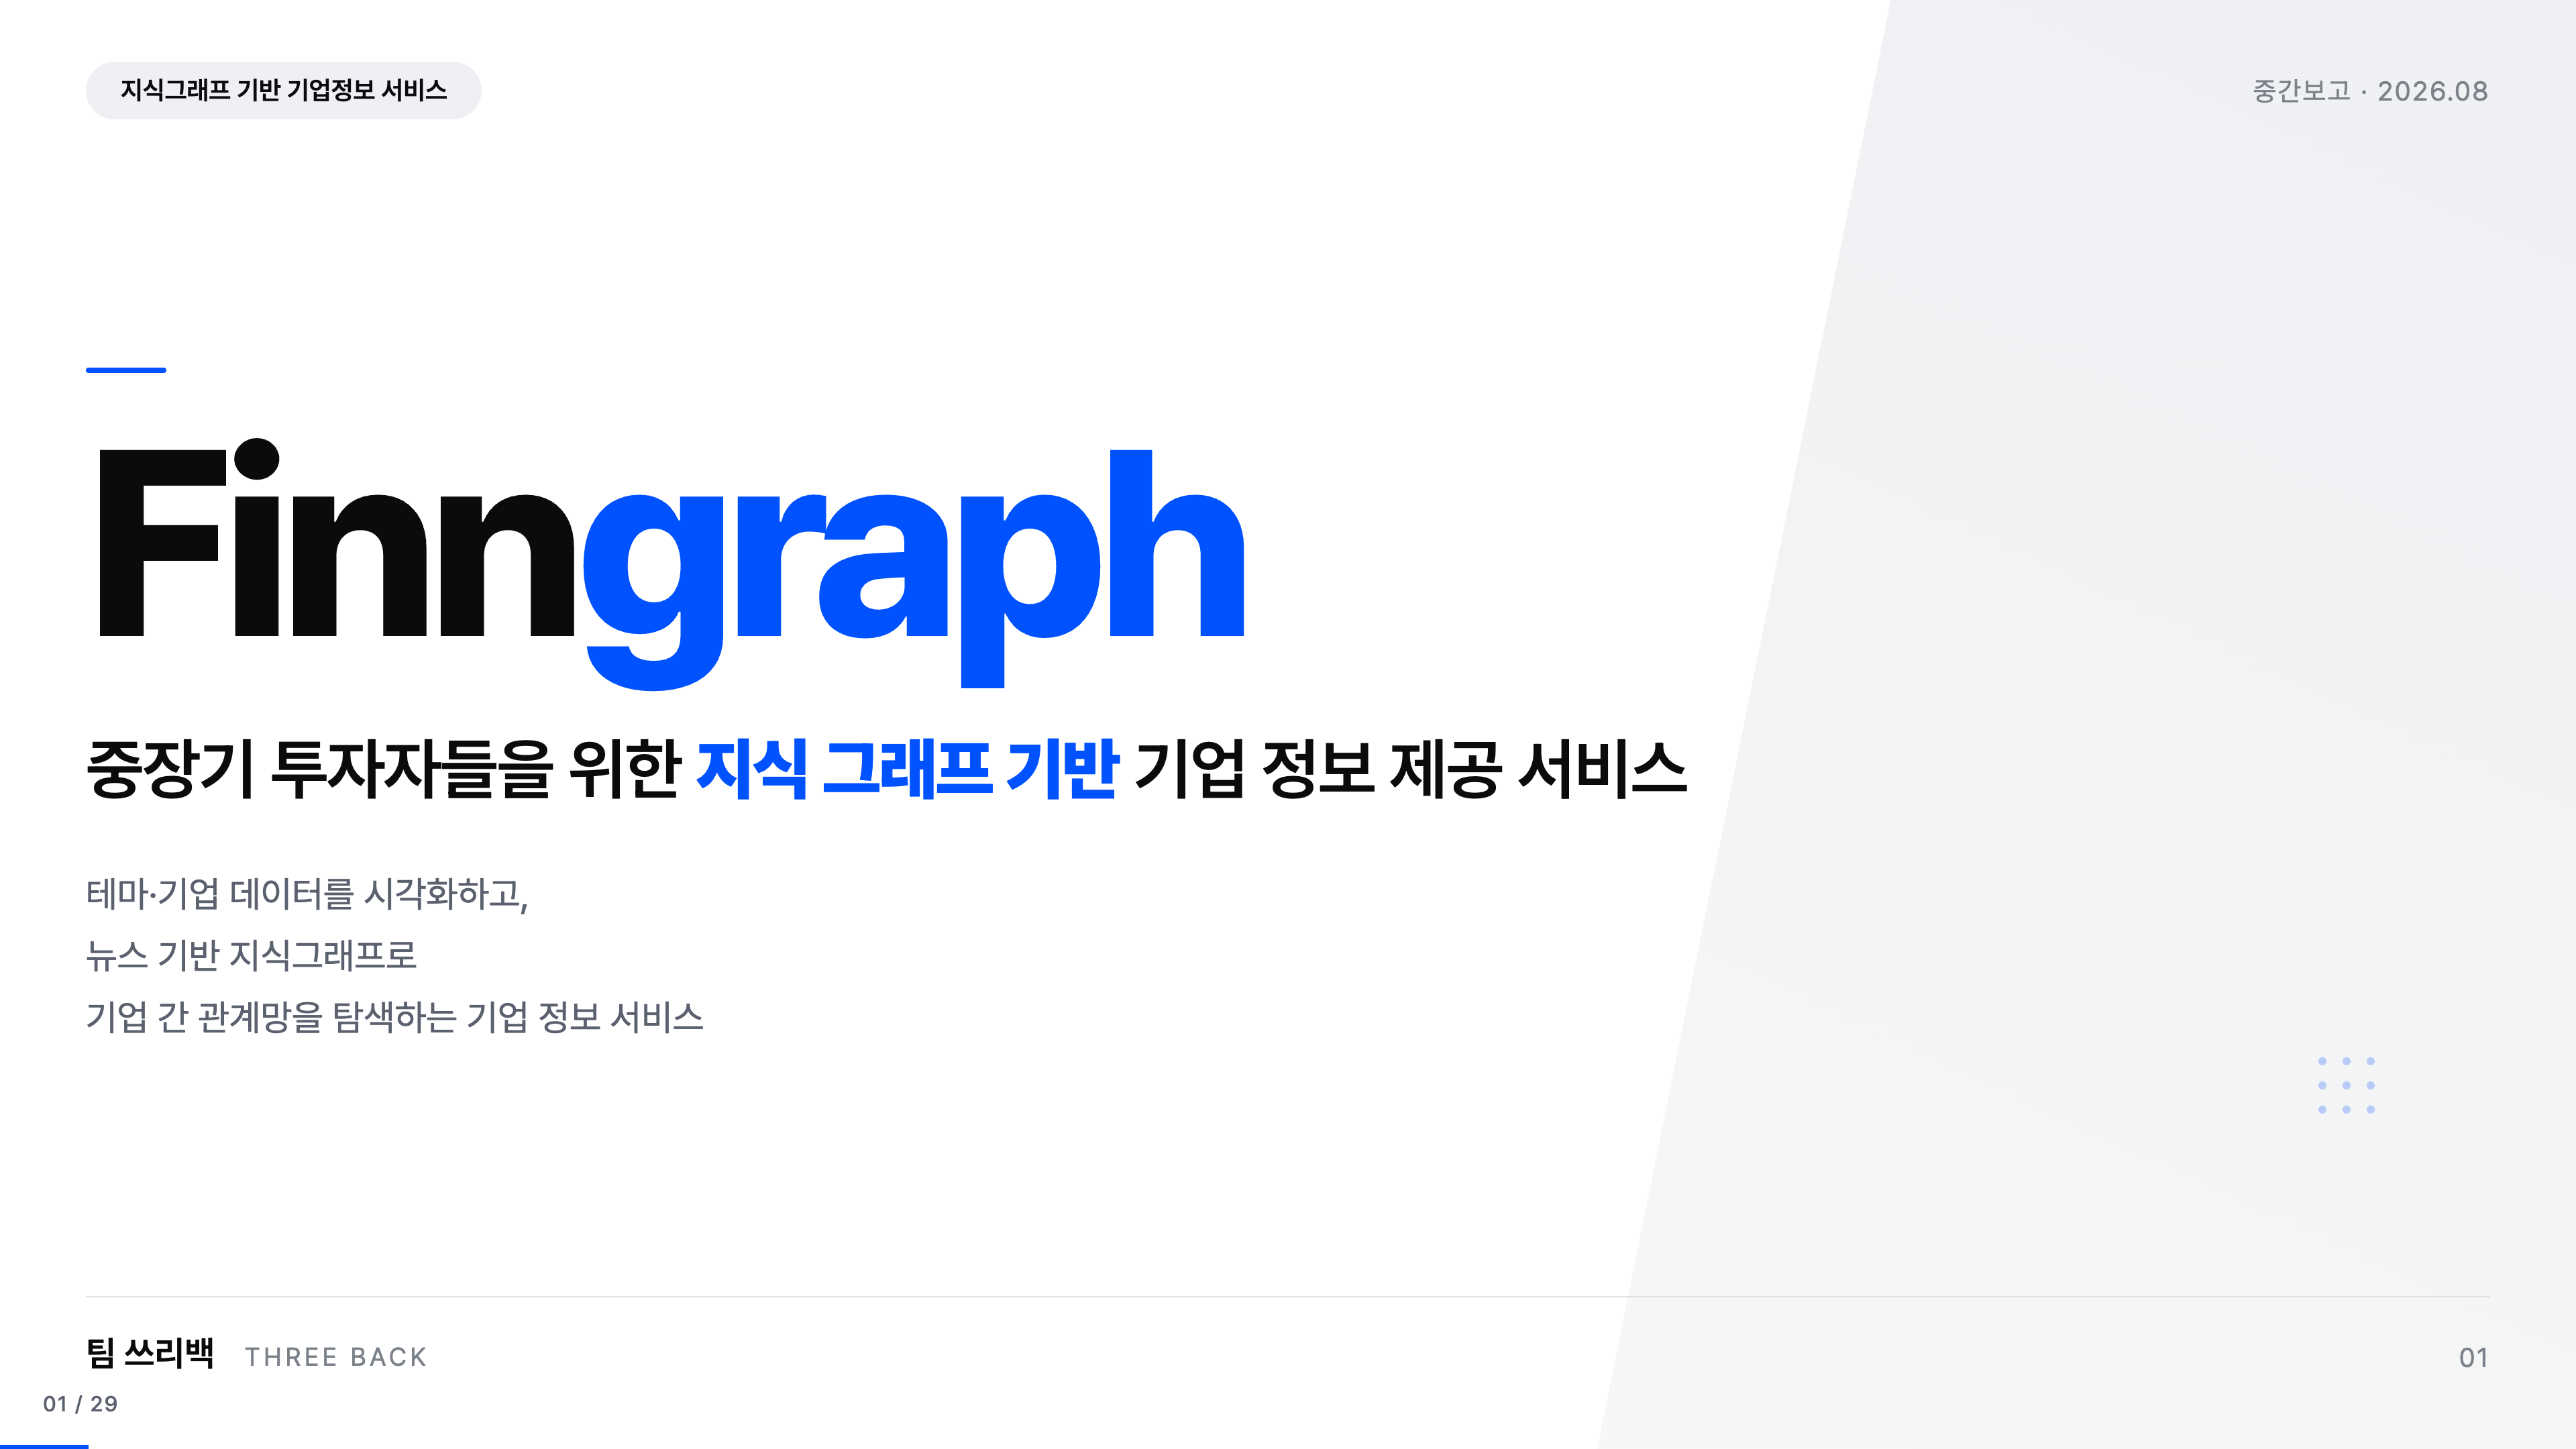 지식그래프 기반 기업정보 서비스
중간보고 · 2026.08
Finngraph
중장기 투자자들을 위한 지식 그래프 기반 기업 정보 제공 서비스
테마·기업 데이터를 시각화하고,
뉴스 기반 지식그래프로
기업 간 관계망을 탐색하는 기업 정보 서비스
팀 쓰리백 THREE BACK
01
01 / 29